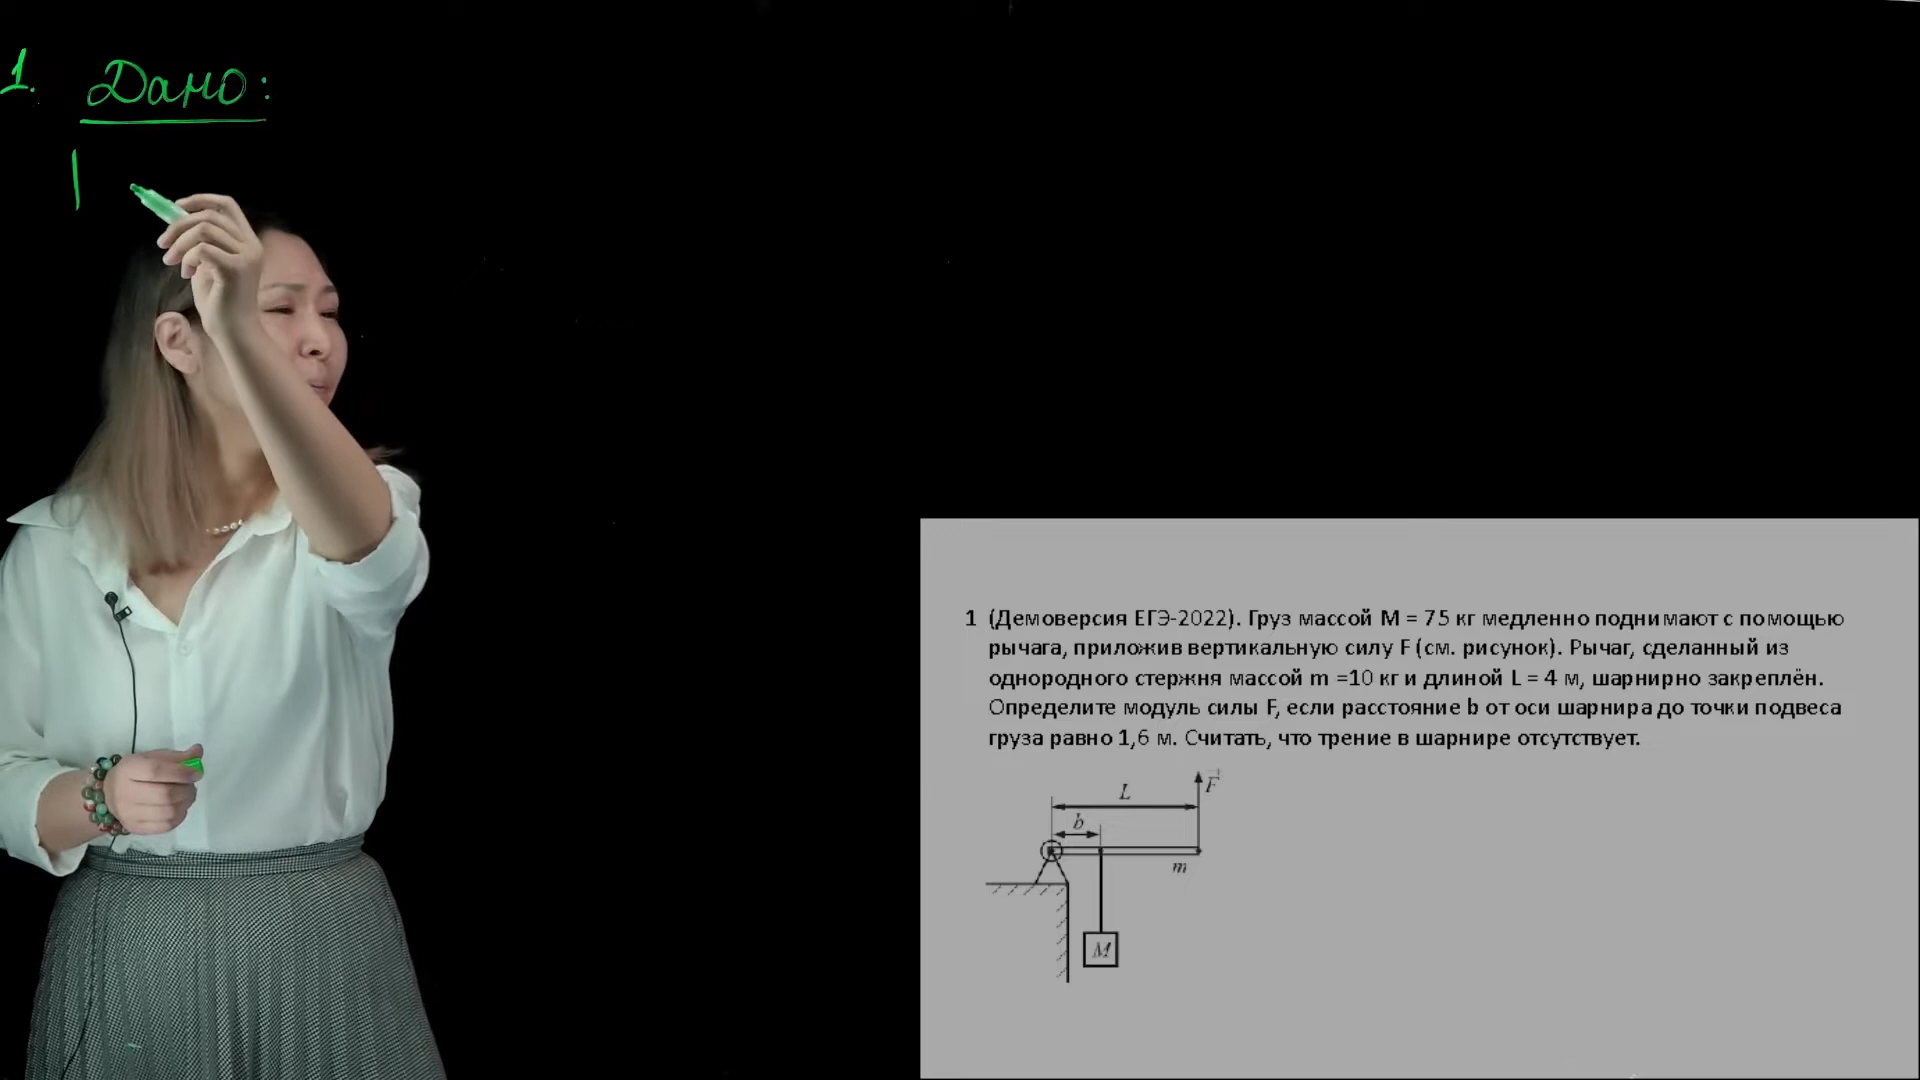 1. Дано:
1 (Демоверсия ЕГЭ-2022). Груз массой M = 75 кг медленно поднимают с помощью
рычага, приложив вертикальную силу F (см. рисунок). Рычаг, сделанный из
однородного стержня массой m =10 кг и длиной L = 4 м, шарнирно закреплён.
Определите модуль силы F, если расстояние b от оси шарнира до точки подвеса
груза равно 1,6 м. Считать, что трение в шарнире отсутствует.
F
L
b
m
M